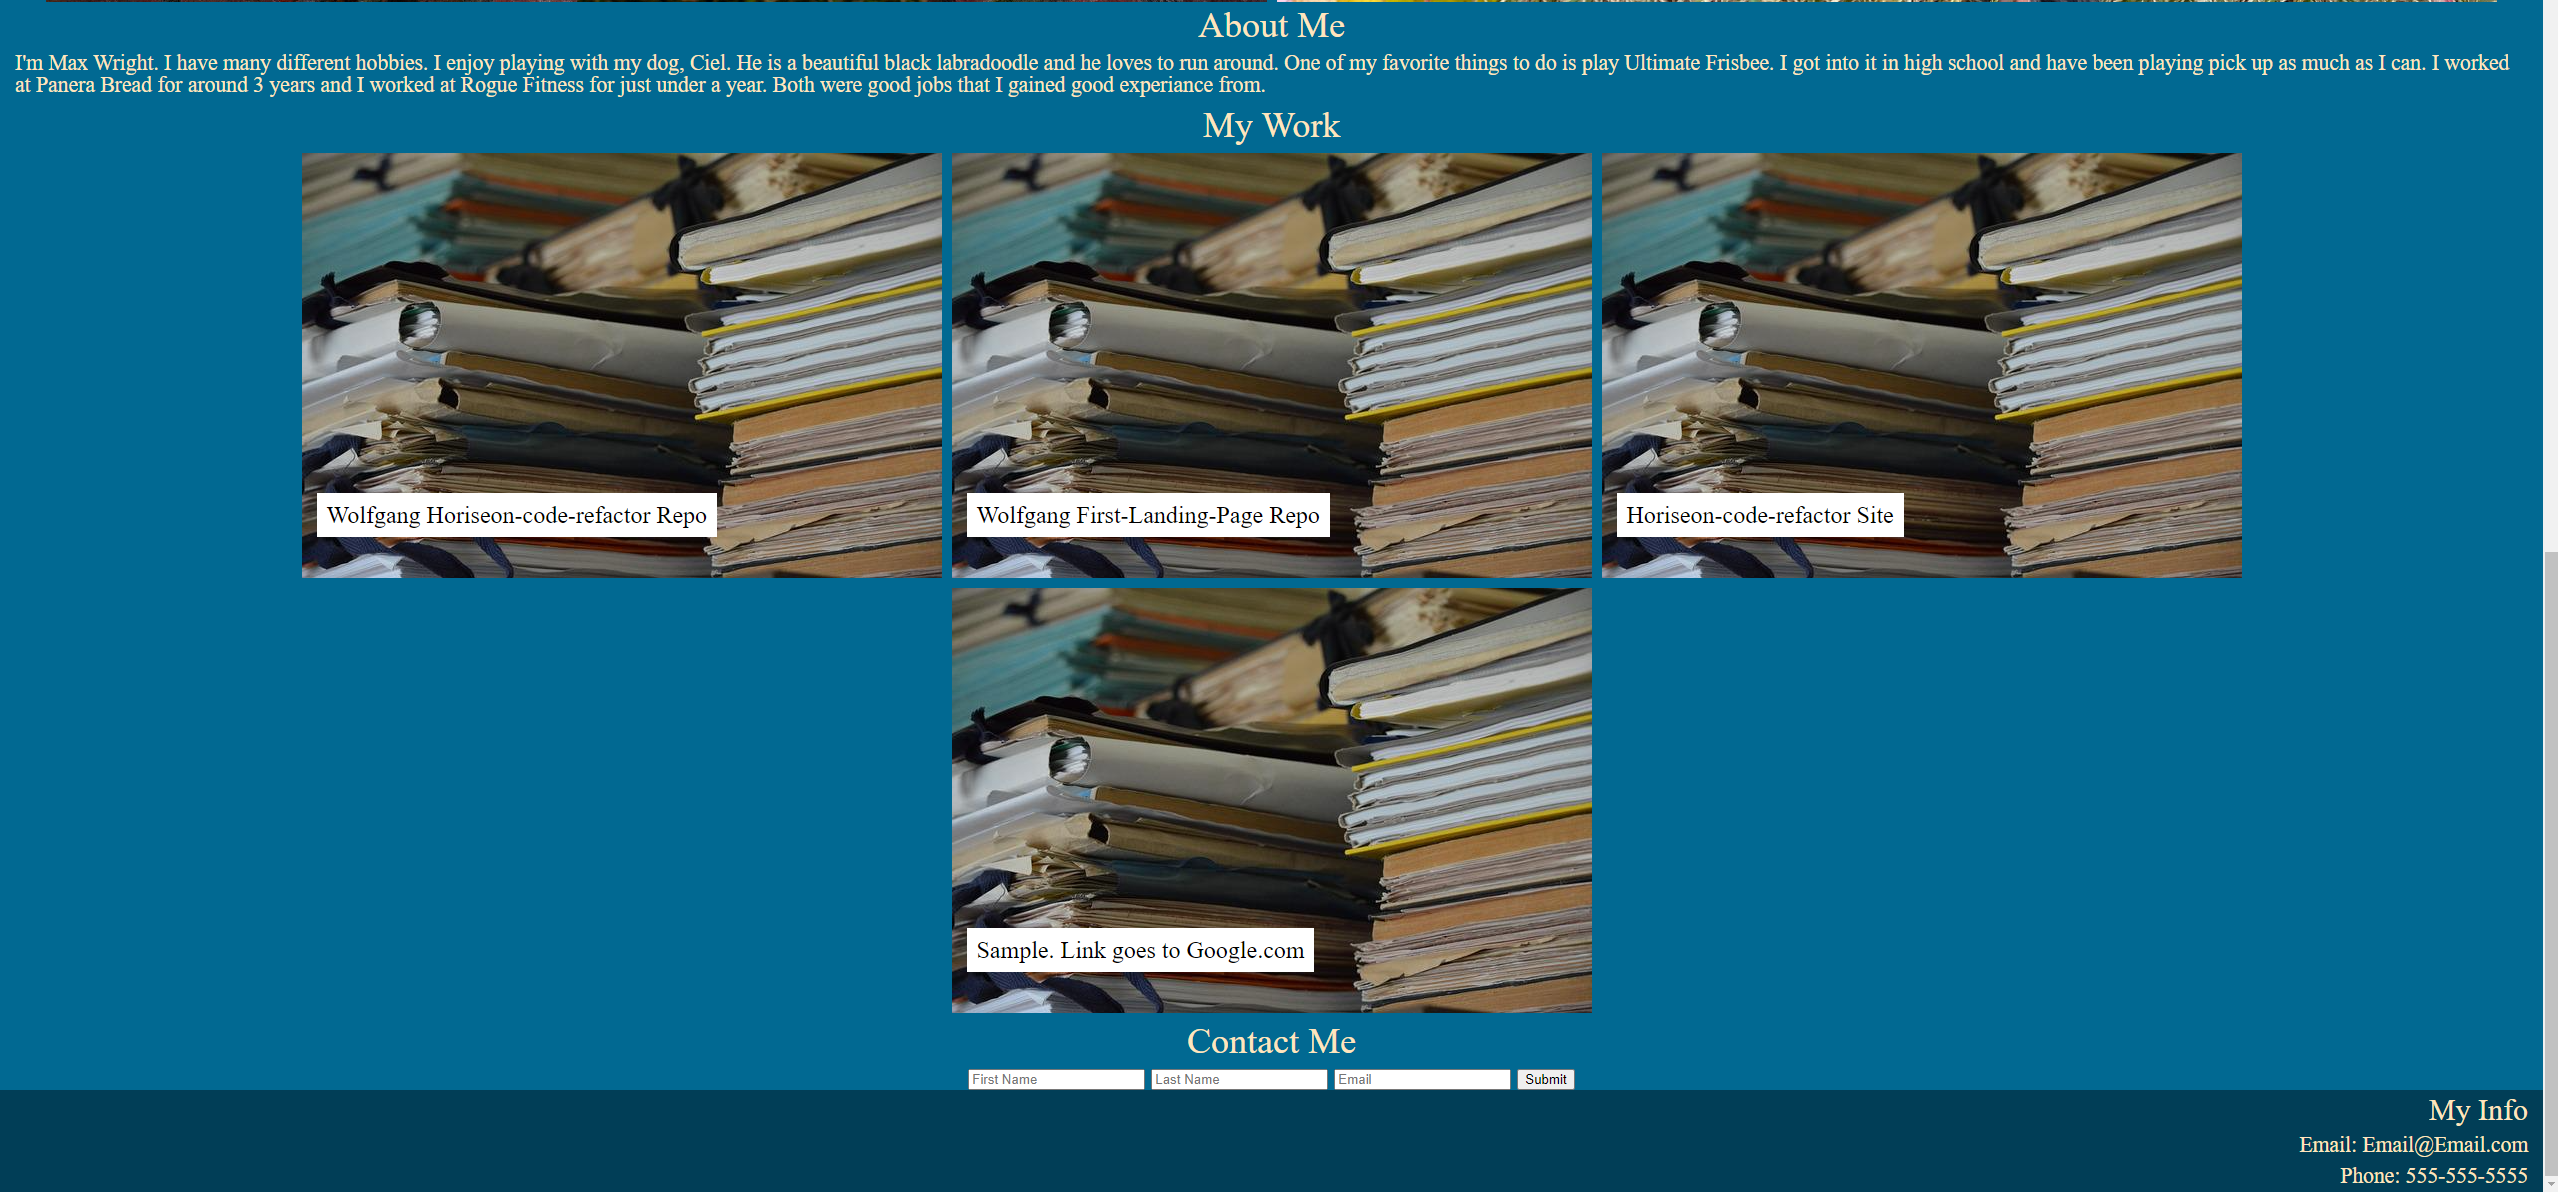 About Me
I'm Max Wright. I have many different hobbies. I enjoy playing with my dog, Ciel. He is a beautiful black labradoodle and he loves to run around. One of my favorite things to do is play Ultimate Frisbee. I got into it in high school and have been playing pick up as much as I can. I worked
at Panera Bread for around 3 years and I worked at Rogue Fitness for just under a year. Both were good jobs that I gained good experiance from.
My Work
Wolfgang Horiseon-code-refactor Repo
Wolfgang First-Landing-Page Repo
Horiseon-code-refactor Site
Sample. Link goes to Google.com
Contact Me
First Name Last Name Email Submit
My Info
Email: Email@Email.com
Phone: 555-555-5555